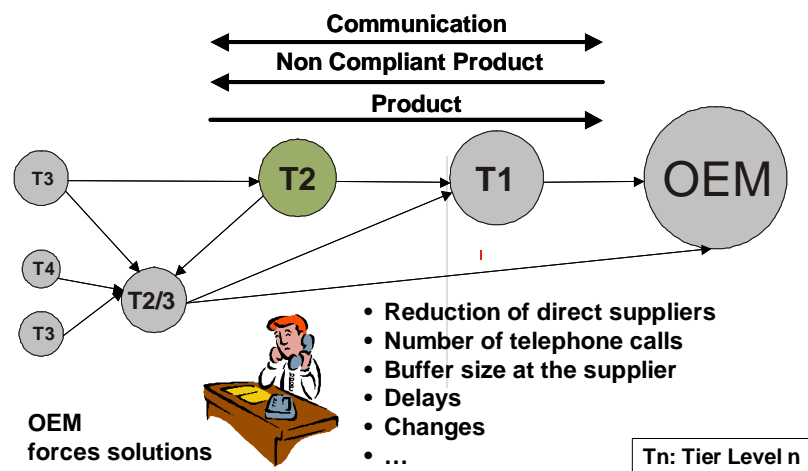 Communication
Non Compliant Product
Product
T3
T2
T1
OEM
T4
T2/3
T3
• Reduction of direct suppliers
• Number of telephone calls
• Buffer size at the supplier
• Delays
• Changes
• ...
OEM
forces solutions
Tn: Tier Level n